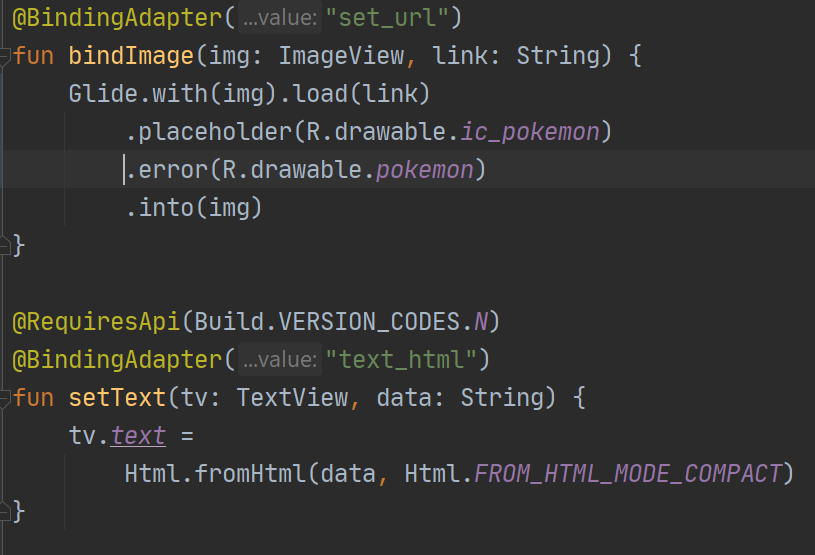 @BindingAdapter(...value: "set_url")
fun bindImage(img: ImageView, link: String) {
    Glide.with(img).load(link)
        .placeholder(R.drawable.ic_pokemon)
        .error(R.drawable.pokemon)
        .into(img)
}
@RequiresApi(Build.VERSION_CODES.N)
@BindingAdapter(...value: "text_html")
fun setText(tv: TextView, data: String) {
    tv.text =
        Html.fromHtml(data, Html.FROM_HTML_MODE_COMPACT)
}